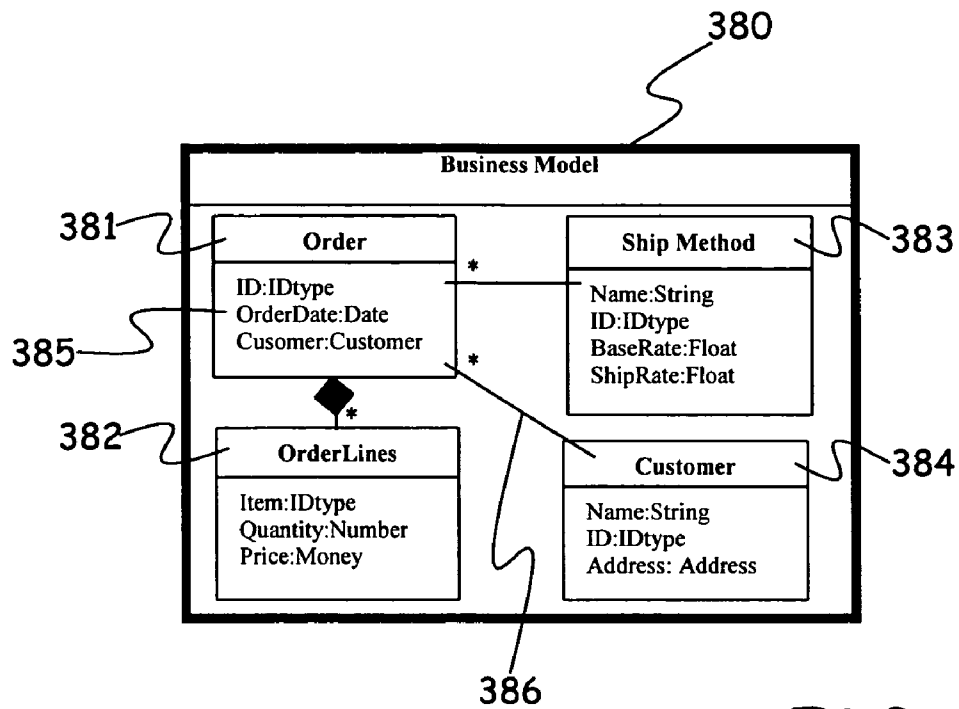 380
Business Model
381
Order
ID:IDtype
OrderDate:Date
Cusomer:Customer
385
*
*
Ship Method
383
Name:String
ID:IDtype
BaseRate:Float
ShipRate:Float
*
382
OrderLines
Item:IDtype
Quantity:Number
Price:Money
Customer
384
Name:String
ID:IDtype
Address: Address
386